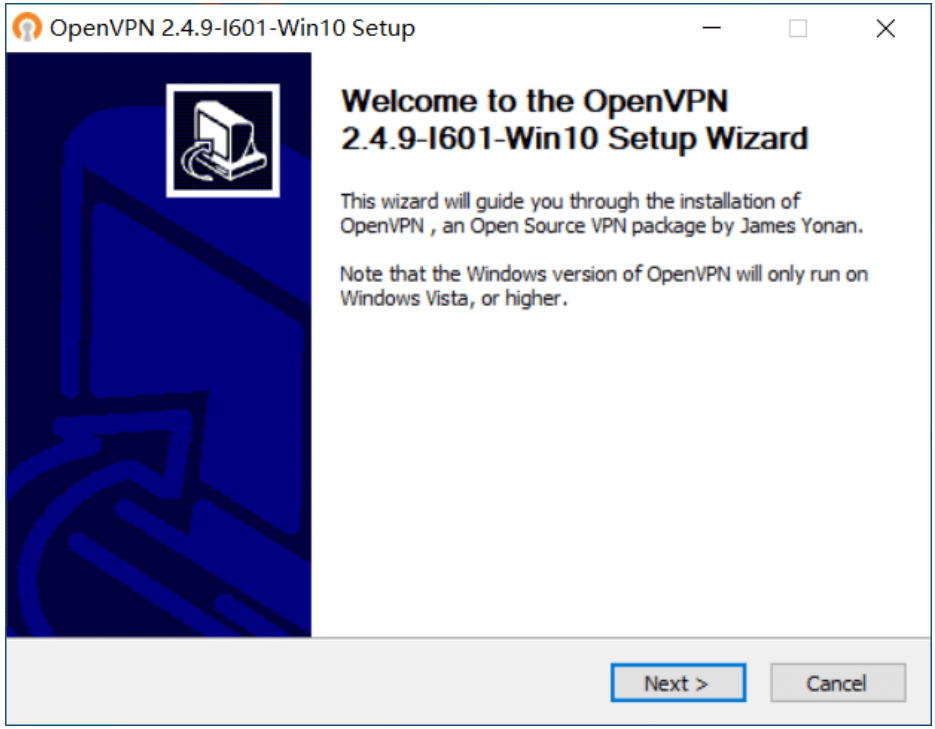 OpenVPN 2.4.9-I601-Win10 Setup
Welcome to the OpenVPN
2.4.9-I601-Win10 Setup Wizard
This wizard will guide you through the installation of
OpenVPN , an Open Source VPN package by James Yonan.
Note that the Windows version of OpenVPN will only run on
Windows Vista, or higher.
Next >
Cancel